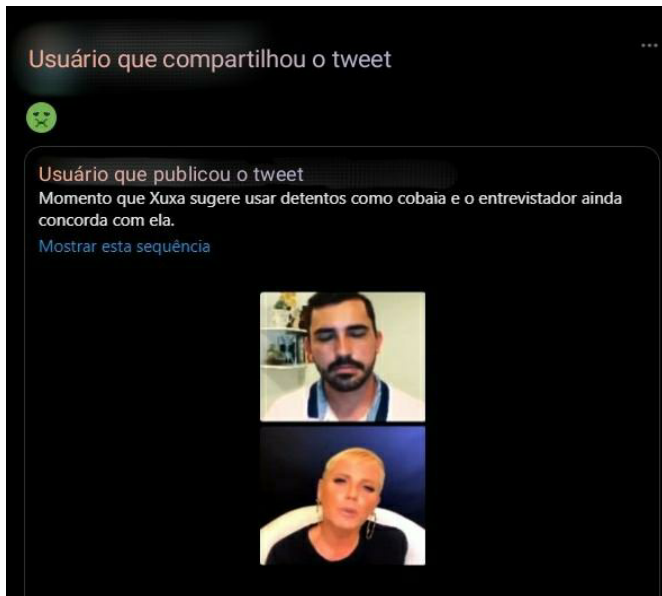 Usuário que compartilhou o tweet
Usuário que publicou o tweet
Momento que Xuxa sugere usar detentos como cobaia e o entrevistador ainda
concorda com ela.
Mostrar esta sequência